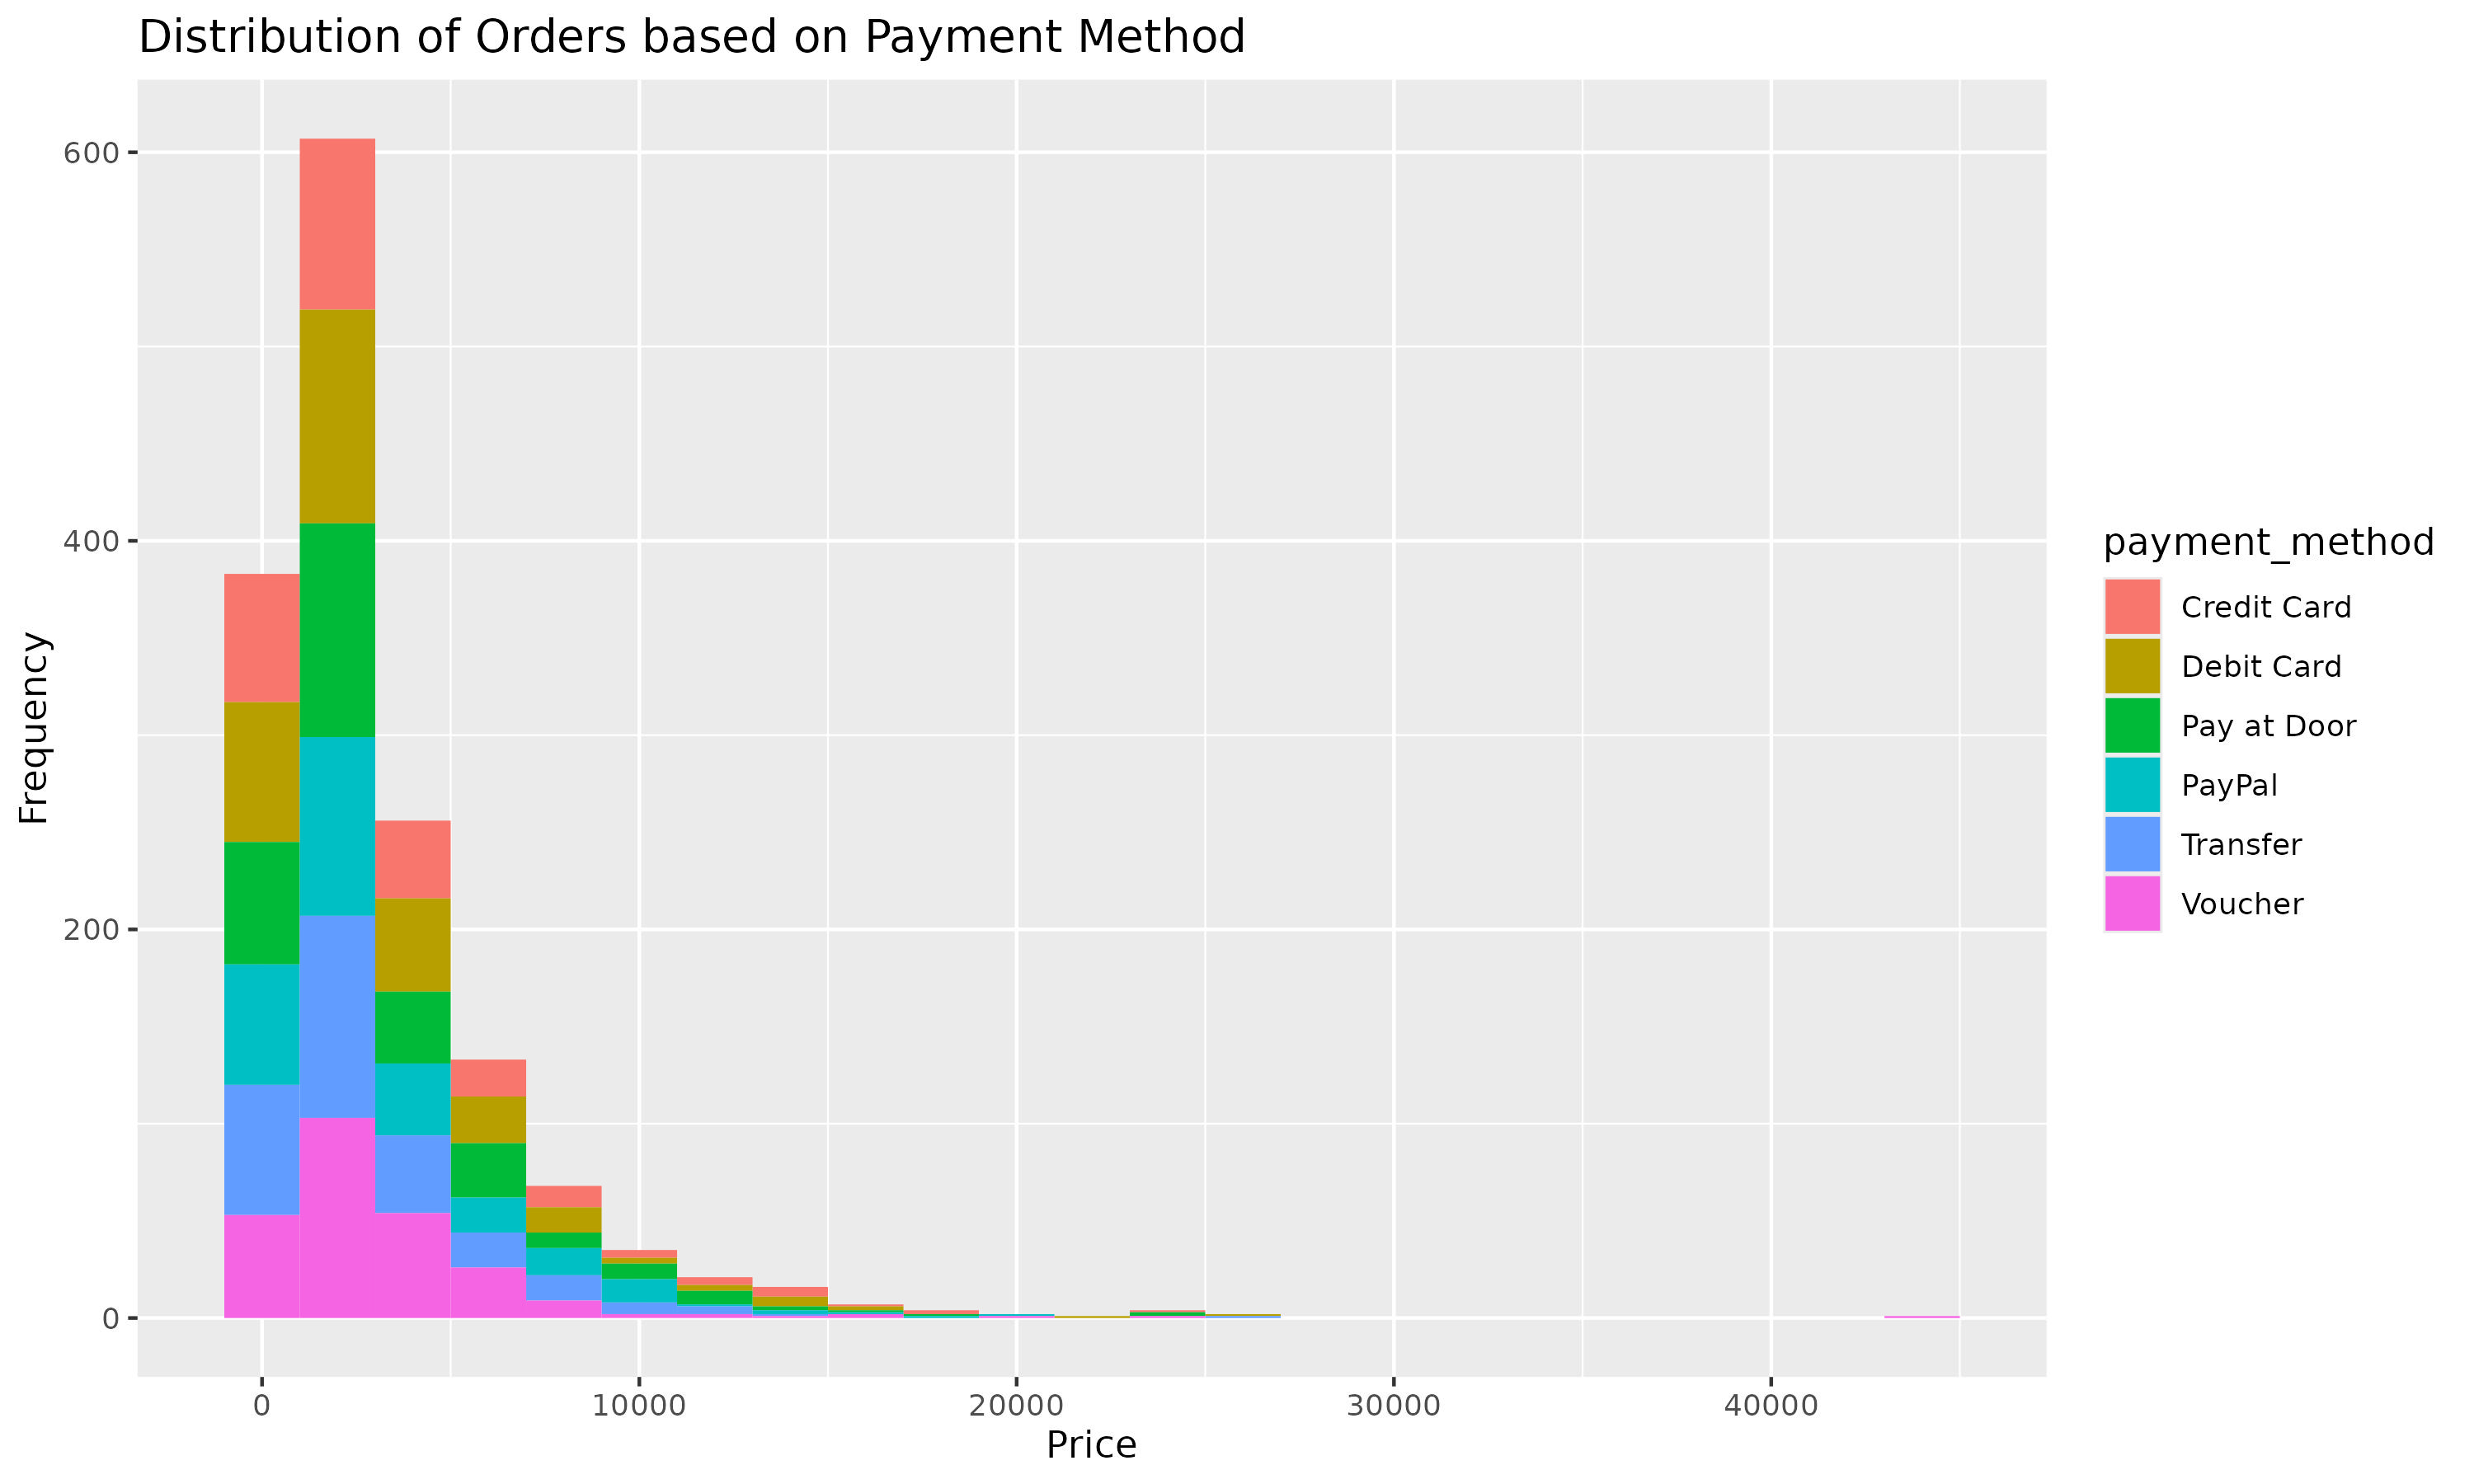 Distribution of Orders based on Payment Method
600
400
200
0
Frequency
0 10000 20000 30000 40000
Price
payment_method
Credit Card
Debit Card
Pay at Door
PayPal
Transfer
Voucher